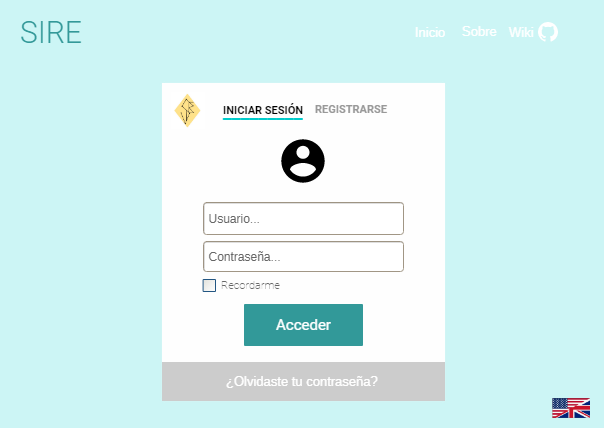 SIRE
Inicio Sobre Wiki
INICIAR SESIÓN REGISTRARSE
Usuario...
Contraseña...
Recordarme
Acceder
¿Olvidaste tu contraseña?